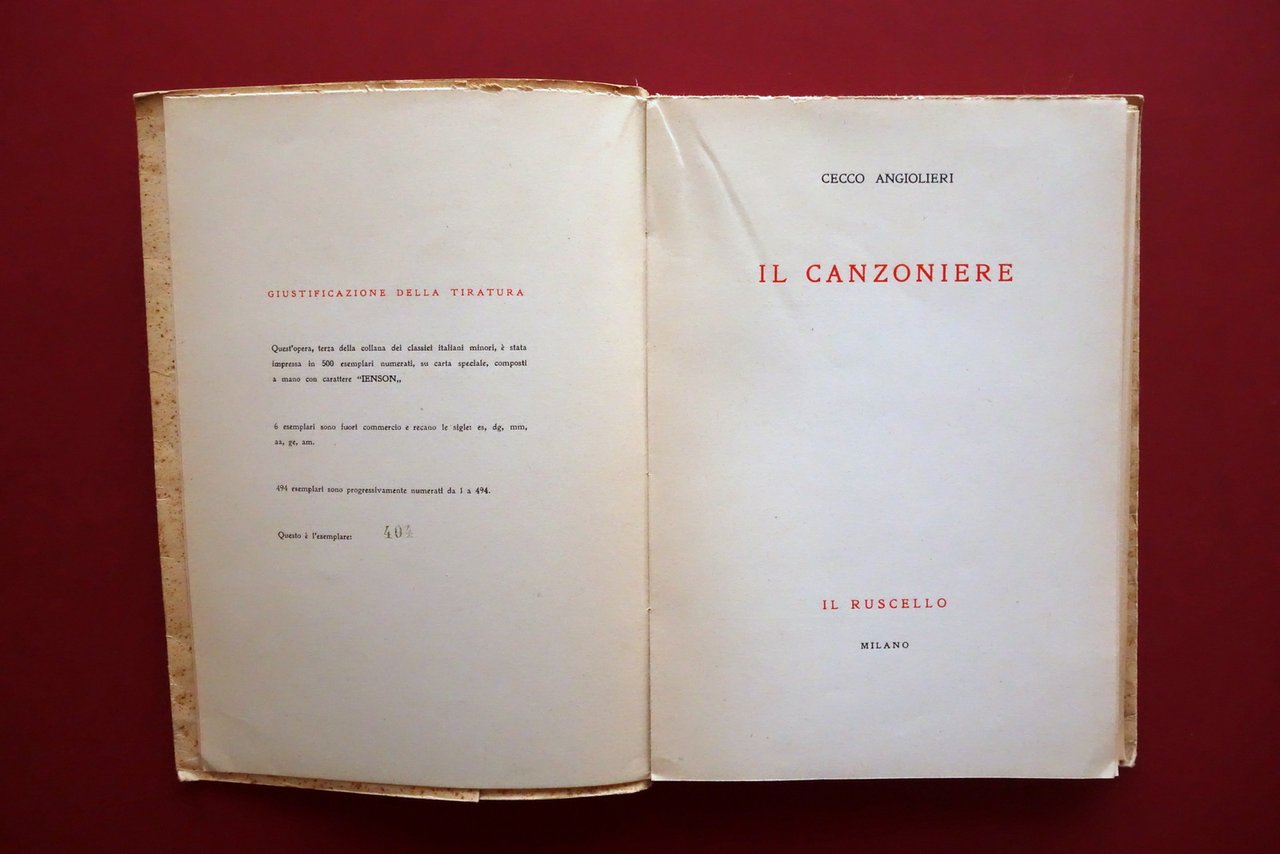 GIUSTIFICAZIONE DELLA TIRATURA
Quest'opera, terza della collana dei classici italiani minori, è stata
impressa in 500 esemplari numerati, su carta speciale, composti
a mano con carattere “IENSON„
6 esemplari sono fuori commercio e recano le sigle: es, dg, mm,
aa, ge, am.
494 esemplari sono progressivamente numerati da 1 a 494.
Questo è l'esemplare: 404
CECCO ANGIOLIERI
IL CANZONIERE
IL RUSCELLO
MILANO